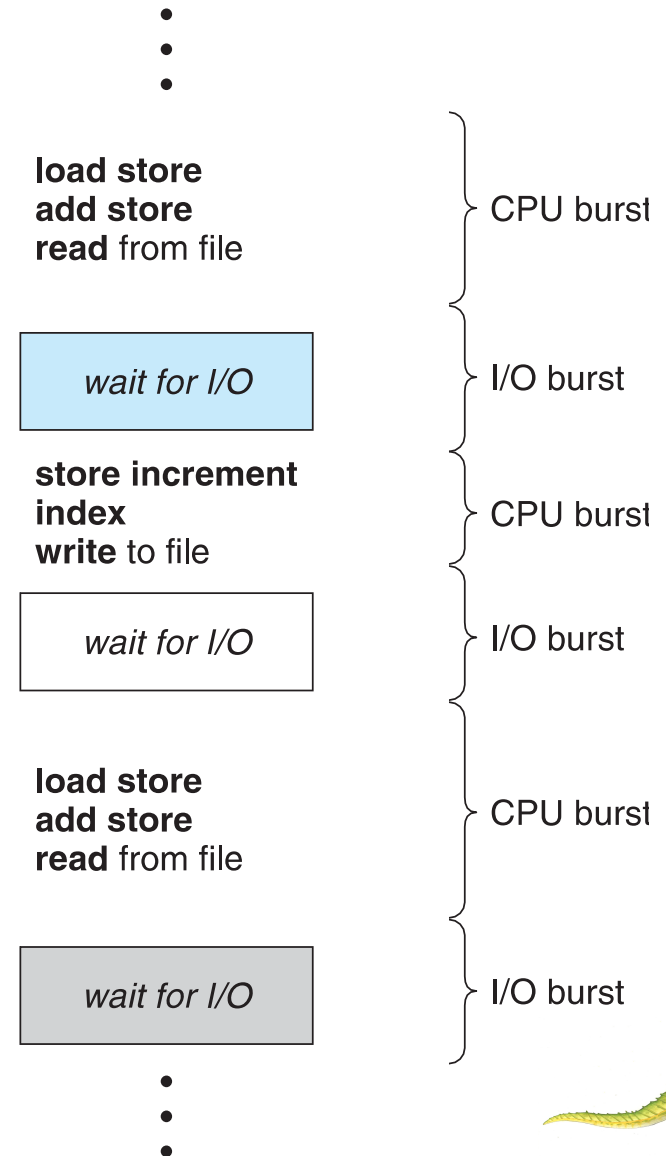 load store
add store
read from file
CPU burst
wait for I/O
I/O burst
store increment
index
write to file
CPU burst
wait for I/O
I/O burst
load store
add store
read from file
CPU burst
wait for I/O
I/O burst